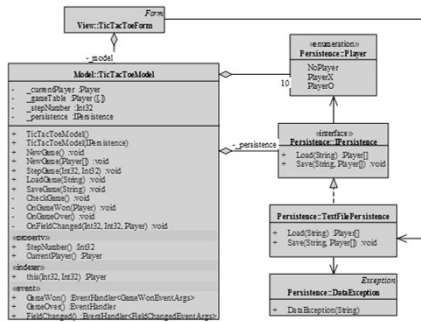 Form
View::TicTacToeForm
-_model
Model::TicTacToeModel
- _currentPlayer :Player
- _gameTable :Player ([,])
- _stepNumber :Int32
- _persistence :IPersistence
+ TicTacToeModel()
+ TicTacToeModel(IPersistence)
+ NewGame() :void
+ NewGame(Player[]) :void
+ StepGame(Int32, Int32) :void
+ LoadGame(String) :void
+ SaveGame(String) :void
- CheckGame() :void
- OnGameWon(Player) :void
- OnGameOver() :void
- OnFieldChanged(Int32, Int32, Player) :void
«property»
+ StepNumber() :Int32
+ CurrentPlayer() :Player
«indexer»
+ this(Int32, Int32) :Player
«event»
+ GameWon() :EventHandler<GameWonEventArgs>
+ GameOver() :EventHandler
+ FieldChanged() :EventHandler<FieldChangedEventArgs>
«enumeration»
Persistence::Player
NoPlayer
PlayerX
PlayerO
10
-_persistence
«interface»
Persistence::IPersistence
+ Load(String) :Player[]
+ Save(String, Player[]) :void
Persistence::TextFilePersistence
+ Load(String) :Player[]
+ Save(String, Player[]) :void
Exception
Persistence::DataException
+ DataException(String)